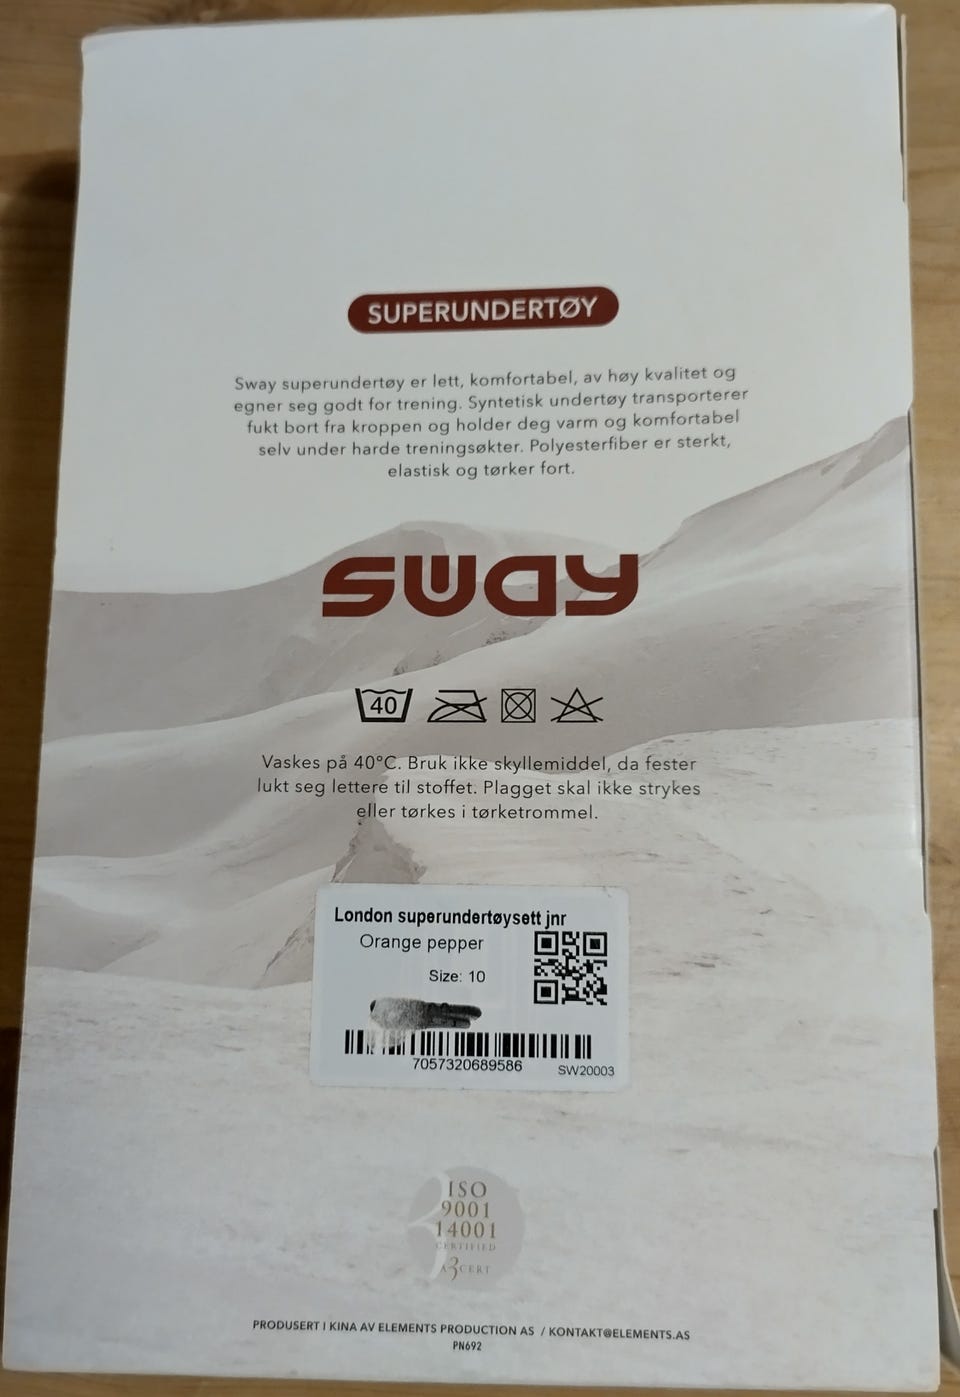 SUPERUNDERTØY
Sway superundertøy er lett, komfortabel, av høy kvalitet og
egner seg godt for trening. Syntetisk undertøy transporterer
fukt bort fra kroppen og holder deg varm og komfortabel
selv under harde treningsøkter. Polyesterfiber er sterkt,
elastisk og tørker fort.
sway
40
Vaskes på 40°C. Bruk ikke skyllemiddel, da fester
lukt seg lettere til stoffet. Plagget skal ikke strykes
eller tørkes i tørketrommel.
London superundertøysett jnr
Orange pepper
Size: 10
7057320689586
SW20003
ISO
9001
14001
CERTIFIED
A3CERT
PRODUSERT I KINA AV ELEMENTS PRODUCTION AS / KONTAKT@ELEMENTS.AS
PN692